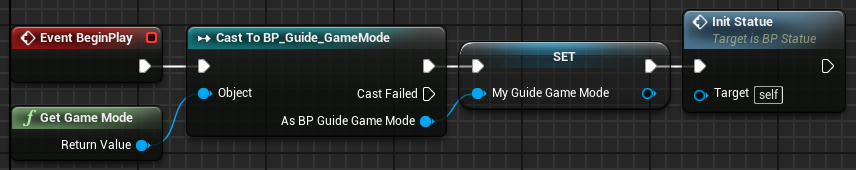 Event BeginPlay
Cast To BP_Guide_GameMode
SET
Init Statue
Target is BP Statue
Object
Cast Failed
My Guide Game Mode
Target
self
f Get Game Mode
As BP Guide Game Mode
Return Value